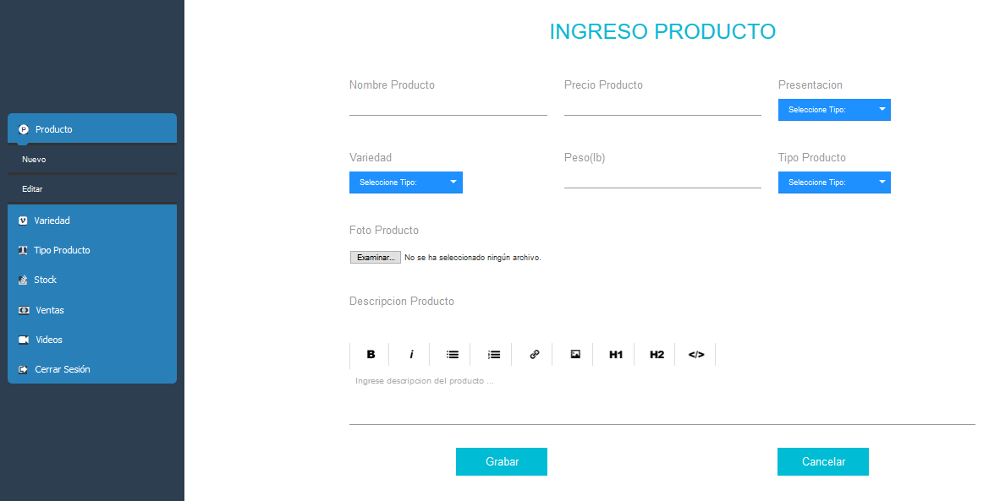 INGRESO PRODUCTO
Producto
Nuevo
Editar
Variedad
Tipo Producto
Stock
Ventas
Videos
Cerrar Sesión
Nombre Producto
Precio Producto
Presentacion
Seleccione Tipo:
Variedad
Peso(lb)
Tipo Producto
Seleccione Tipo:
Seleccione Tipo:
Foto Producto
Examinar... No se ha seleccionado ningún archivo.
Descripcion Producto
B i H1 H2 </>
Ingrese descripcion del producto ...
Grabar
Cancelar